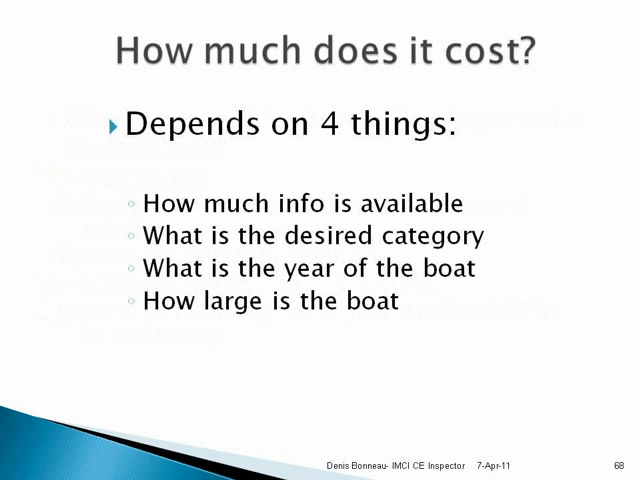 How much does it cost?
Depends on 4 things:
How much info is available
What is the desired category
What is the year of the boat
How large is the boat
Denis Bonneau- IMCI CE Inspector 7-Apr-11 68